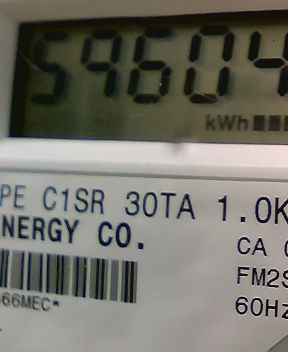 59604
kWh
PE C1SR 30TA 1.0K
NERGY CO.
CA
FM2S
66MEC*
60Hz